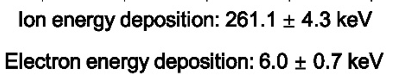 Ion energy deposition: 261.1 ± 4.3 keV
Electron energy deposition: 6.0 ± 0.7 keV